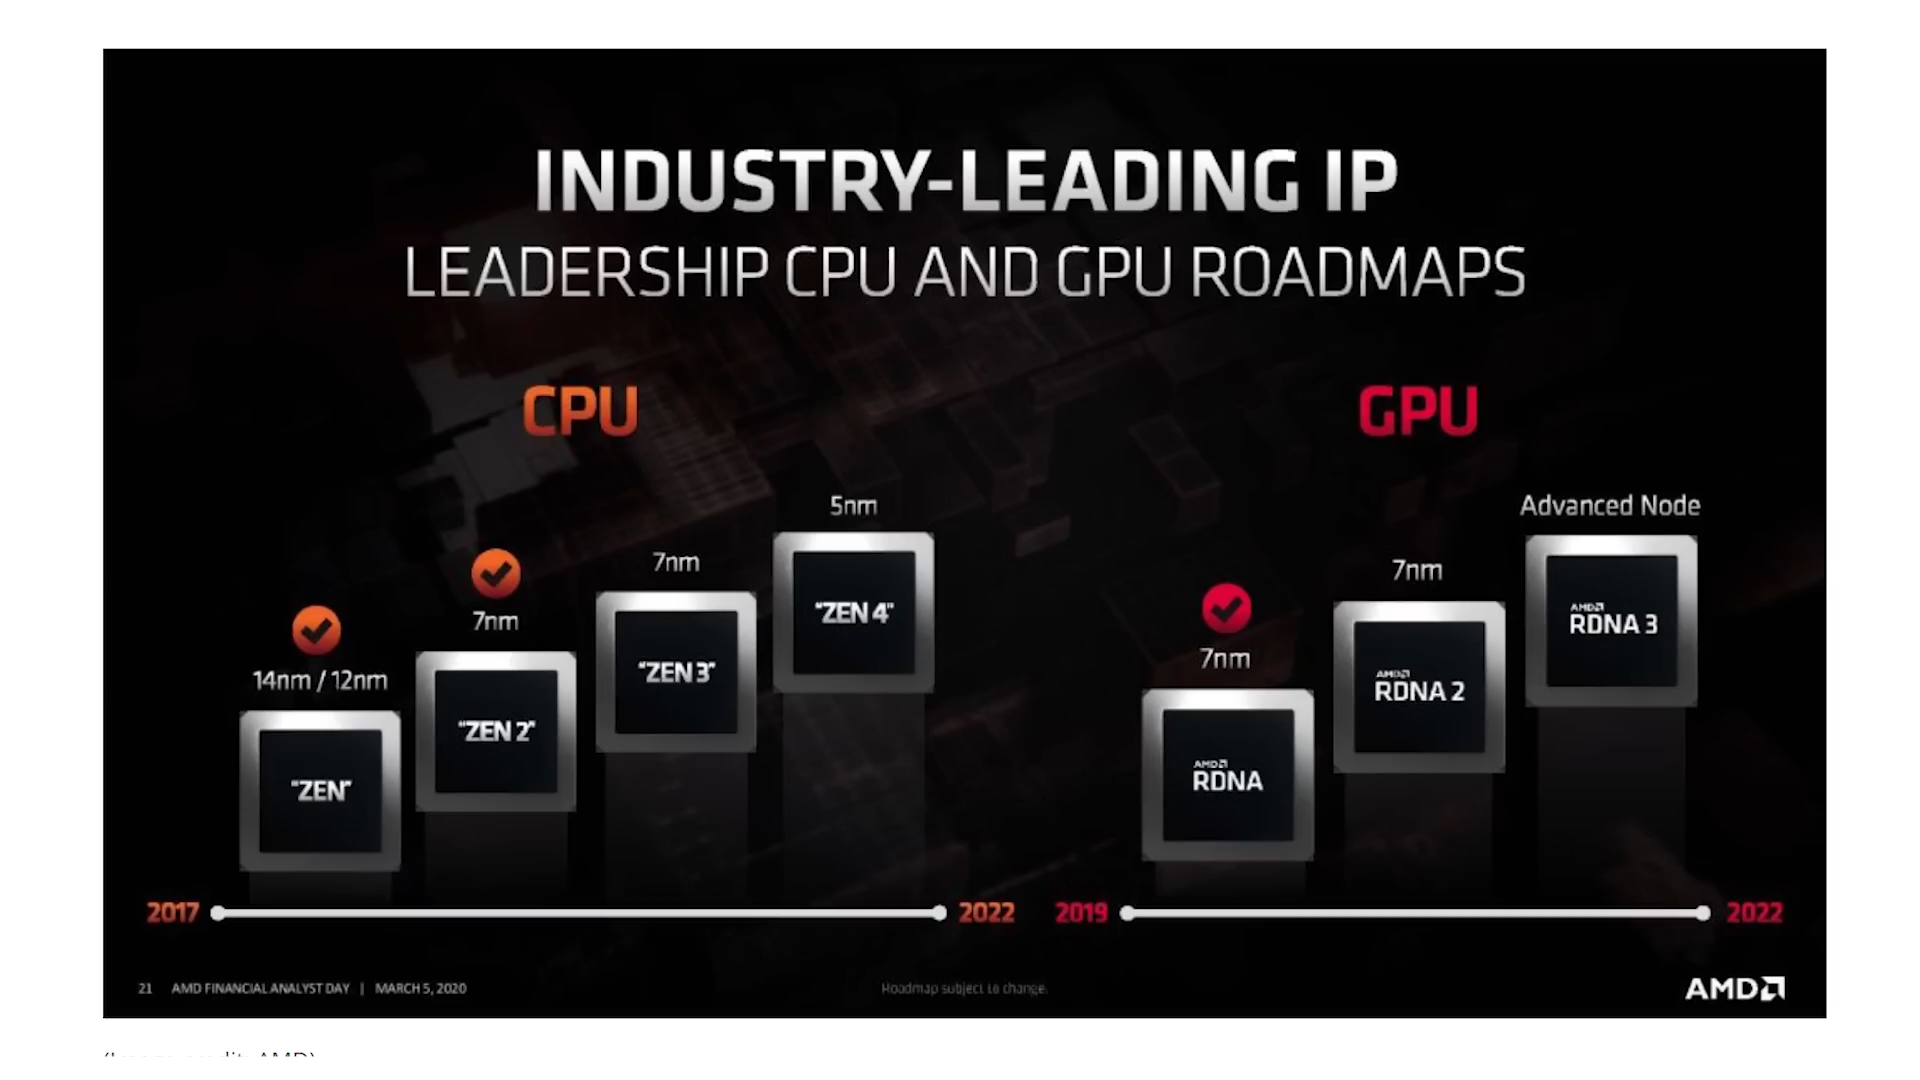 INDUSTRY-LEADING IP
LEADERSHIP CPU AND GPU ROADMAPS
CPU
14nm / 12nm
"ZEN"
7nm
"ZEN 2"
7nm
"ZEN 3"
5nm
"ZEN 4"
2017
2022
GPU
7nm
AMD
RDNA
7nm
AMD
RDNA 2
Advanced Node
AMD
RDNA 3
2019
2022
21 AMD FINANCIAL ANALYST DAY | MARCH 5, 2020
Roadmap subject to change.
AMD